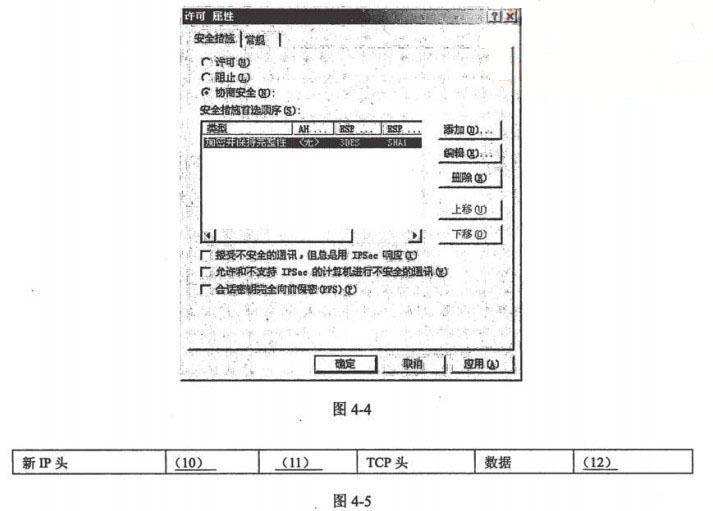 许可 属性
安全措施 常规
许可(M)
阻止(L)
协商安全(N):
安全措施首选顺序(S):
类型 AH ... ESP ... ESP ...
加密并保持完整性 <无> 3DES SHA1
添加(D)...
编辑(E)...
删除(R)
上移(U)
下移(O)
接受不安全的通讯，但总是用 IPSec 响应(C)
允许和不支持 IPSec 的计算机进行不安全的通讯(W)
会话密钥完全向前保密(PFS)(P)
确定 取消 应用(A)
图 4-4
新 IP 头 (10) (11) TCP 头 数据 (12)
图 4-5